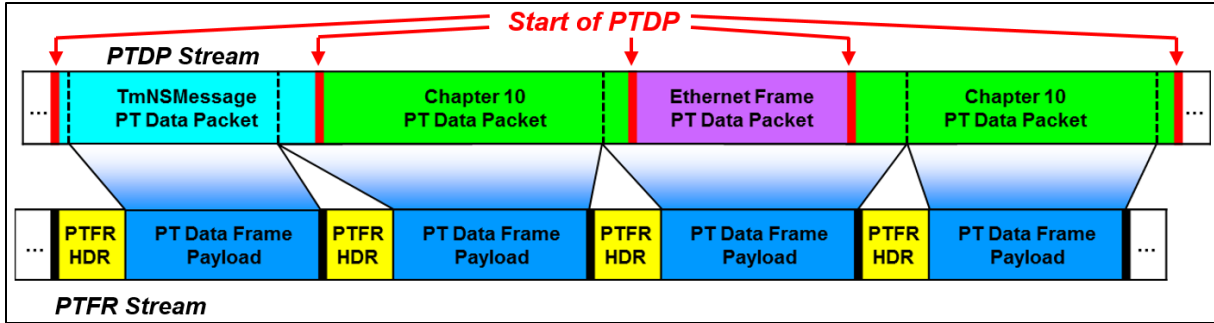 Start of PTDP
PTDP Stream
... TmNSMessage Chapter 10 Ethernet Frame Chapter 10 ...
PT Data Packet PT Data Packet PT Data Packet PT Data Packet
... PTFR PT Data Frame PTFR PT Data Frame PTFR PT Data Frame PTFR PT Data Frame ...
HDR Payload HDR Payload HDR Payload HDR Payload
PTFR Stream